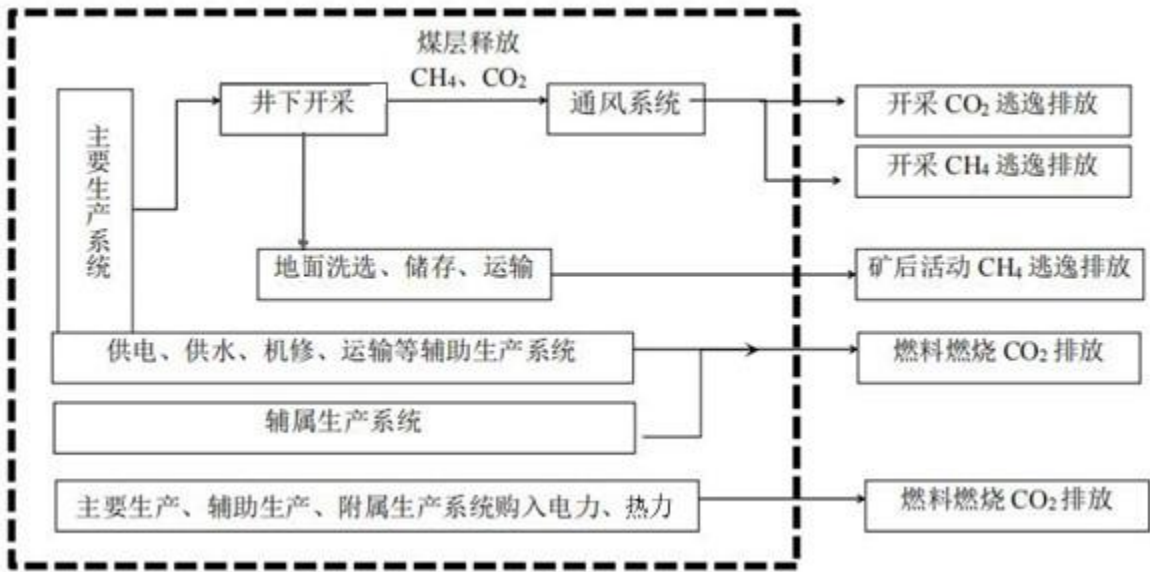 煤层释放
CH₄、CO₂
主要生产系统
井下开采
通风系统
开采 CO₂ 逃逸排放
开采 CH₄ 逃逸排放
地面洗选、储存、运输
矿后活动 CH₄ 逃逸排放
供电、供水、机修、运输等辅助生产系统
燃料燃烧 CO₂ 排放
辅属生产系统
主要生产、辅助生产、附属生产系统购入电力、热力
燃料燃烧 CO₂ 排放